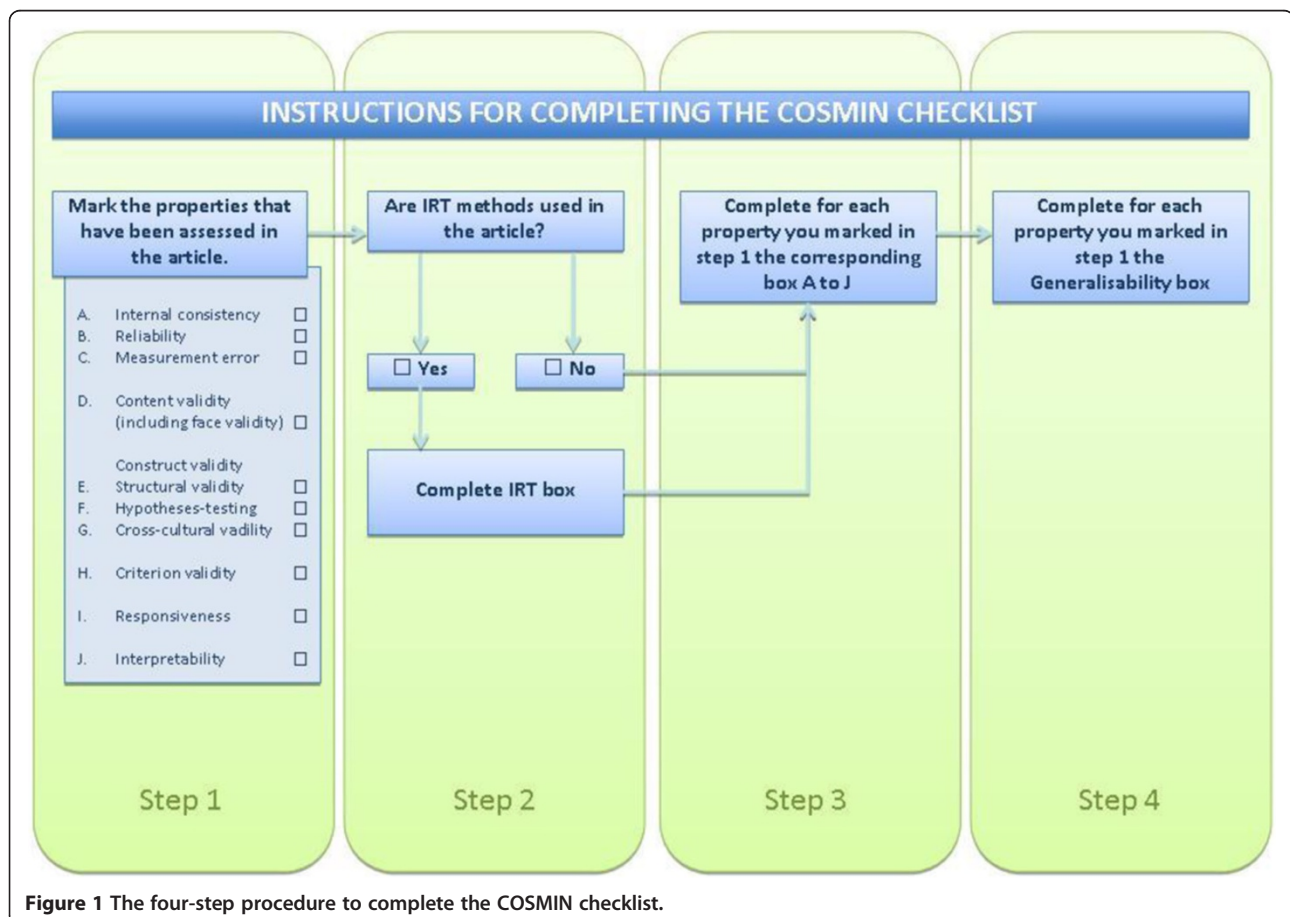 INSTRUCTIONS FOR COMPLETING THE COSMIN CHECKLIST
Mark the properties that
have been assessed in
the article.
A. Internal consistency ☐
B. Reliability ☐
C. Measurement error ☐
D. Content validity
(including face validity) ☐
Construct validity
E. Structural validity ☐
F. Hypotheses-testing ☐
G. Cross-cultural vadility ☐
H. Criterion validity ☐
I. Responsiveness ☐
J. Interpretability ☐
Step 1
Are IRT methods used in
the article?
☐ Yes
☐ No
Complete IRT box
Step 2
Complete for each
property you marked in
step 1 the corresponding
box A to J
Step 3
Complete for each
property you marked in
step 1 the
Generalisability box
Step 4
Figure 1 The four-step procedure to complete the COSMIN checklist.